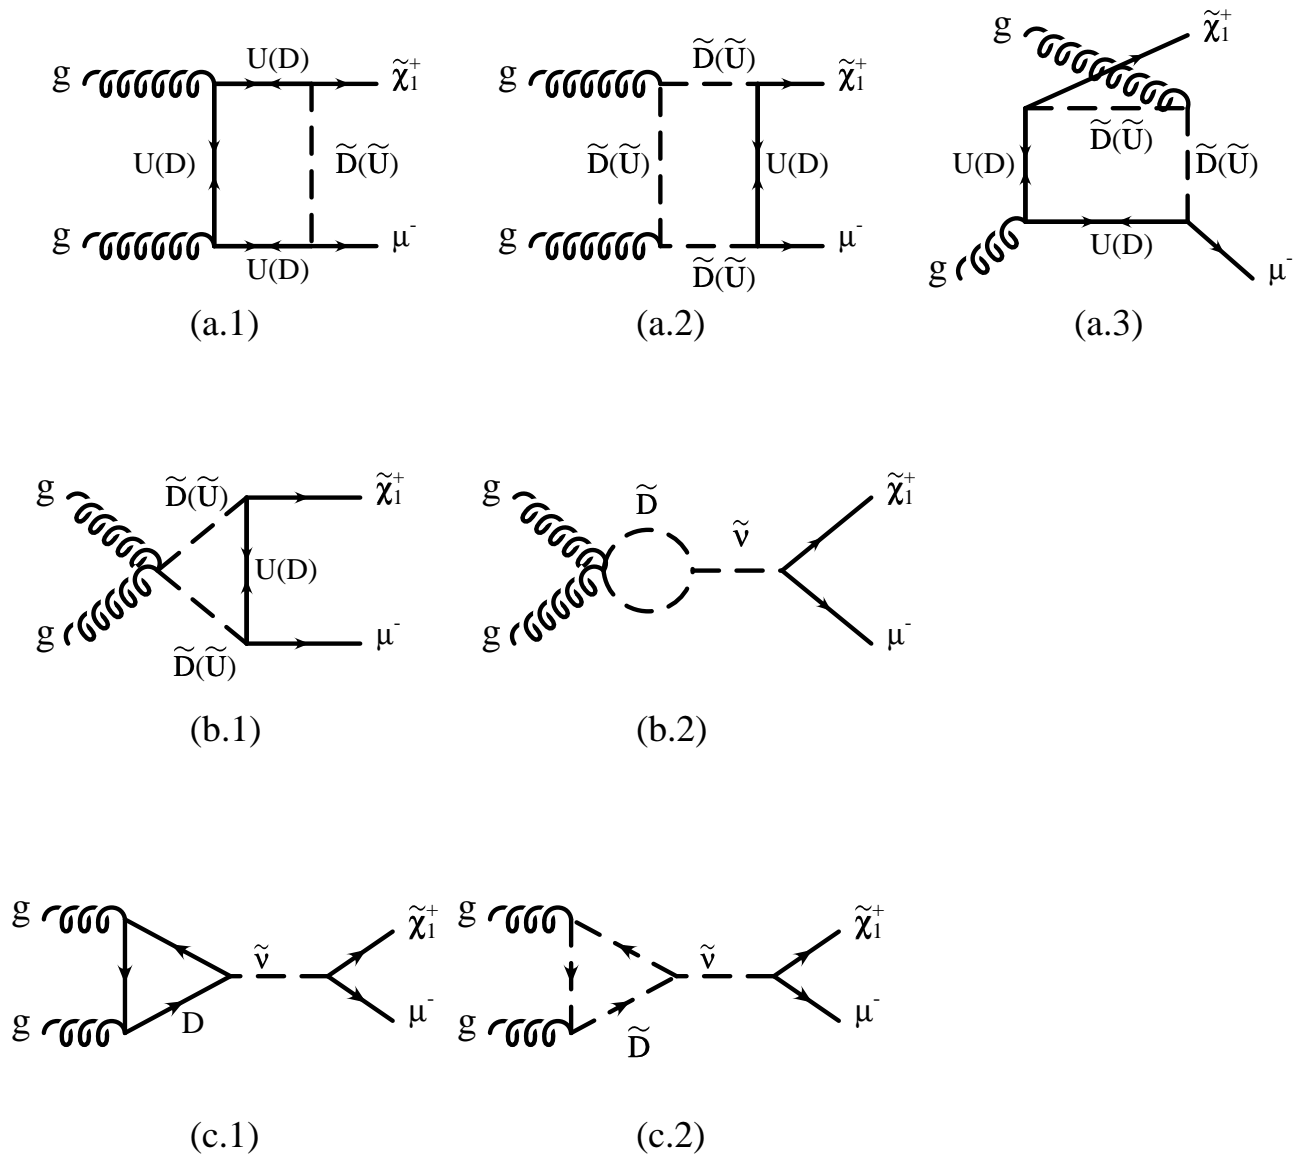 g U(D) χ̃₁⁺
U(D) D̃(Ũ)
g U(D) μ⁻
(a.1)
g D̃(Ũ) χ̃₁⁺
D̃(Ũ) U(D)
g D̃(Ũ) μ⁻
(a.2)
g χ̃₁⁺
D̃(Ũ)
U(D) D̃(Ũ)
U(D)
g μ⁻
(a.3)
g D̃(Ũ) χ̃₁⁺
U(D)
g D̃(Ũ) μ⁻
(b.1)
g D̃ χ̃₁⁺
ν̃
g μ⁻
(b.2)
g χ̃₁⁺
ν̃
g D μ⁻
(c.1)
g χ̃₁⁺
ν̃
g D̃ μ⁻
(c.2)